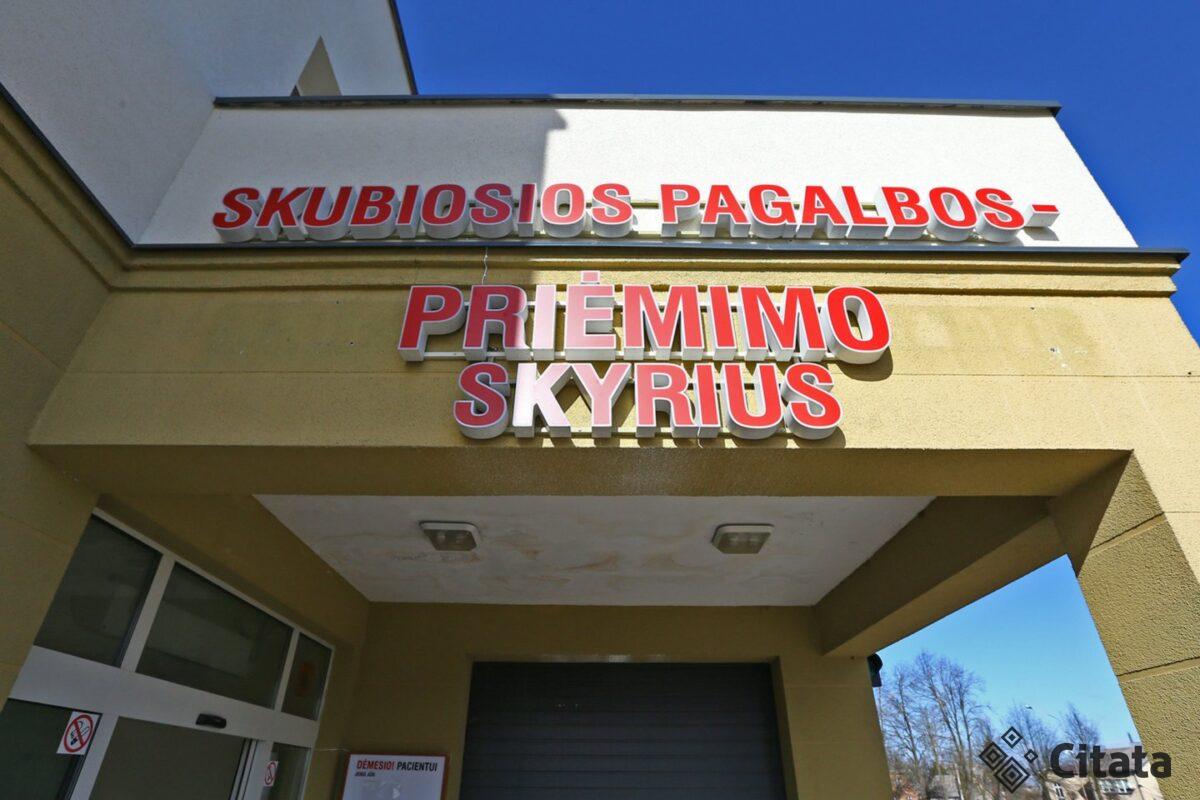 SKUBIOSIOS PAGALBOS-
PRIĖMIMO
SKYRIUS
DĖMESIO! PACIENTUI
Citata